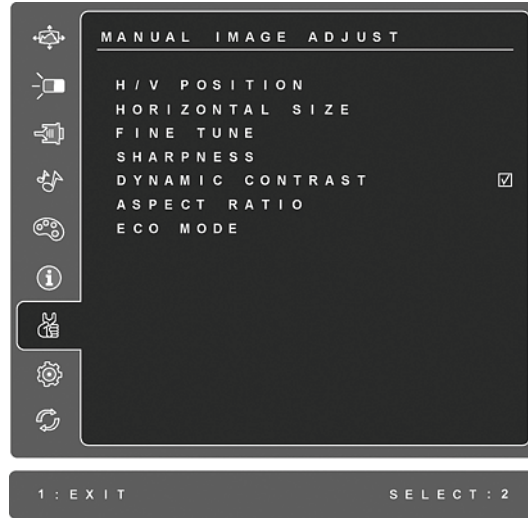 MANUAL IMAGE ADJUST
H/V POSITION
HORIZONTAL SIZE
FINE TUNE
SHARPNESS
DYNAMIC CONTRAST
ASPECT RATIO
ECO MODE
1:EXIT SELECT:2